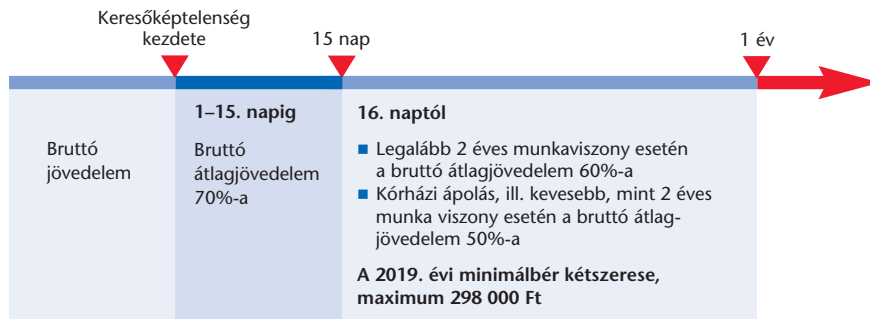 Keresőképtelenség
kezdete
15 nap
1 év
Bruttó
jövedelem
1–15. napig
Bruttó
átlagjövedelem
70%-a
16. naptól
Legalább 2 éves munkaviszony esetén
a bruttó átlagjövedelem 60%-a
Kórházi ápolás, ill. kevesebb, mint 2 éves
munka viszony esetén a bruttó átlag-
jövedelem 50%-a
A 2019. évi minimálbér kétszerese,
maximum 298 000 Ft